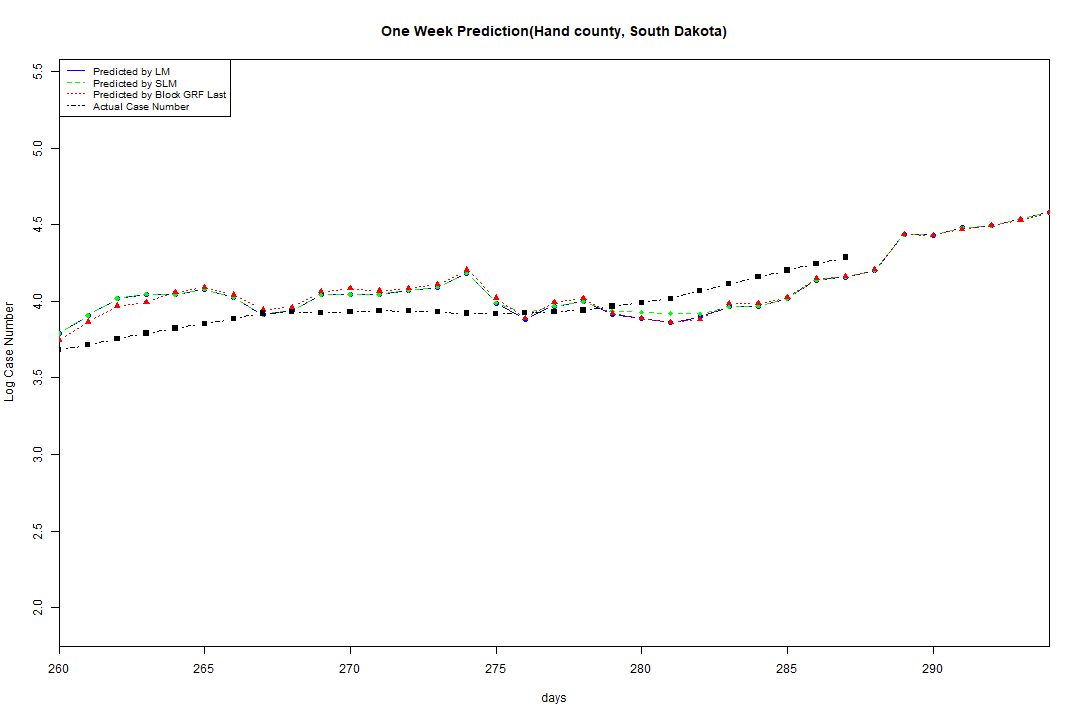 One Week Prediction(Hand county, South Dakota)
Predicted by LM
Predicted by SLM
Predicted by Block GRF Last
Actual Case Number
Log Case Number
5.5
5.0
4.5
4.0
3.5
3.0
2.5
2.0
260 265 270 275 280 285 290
days